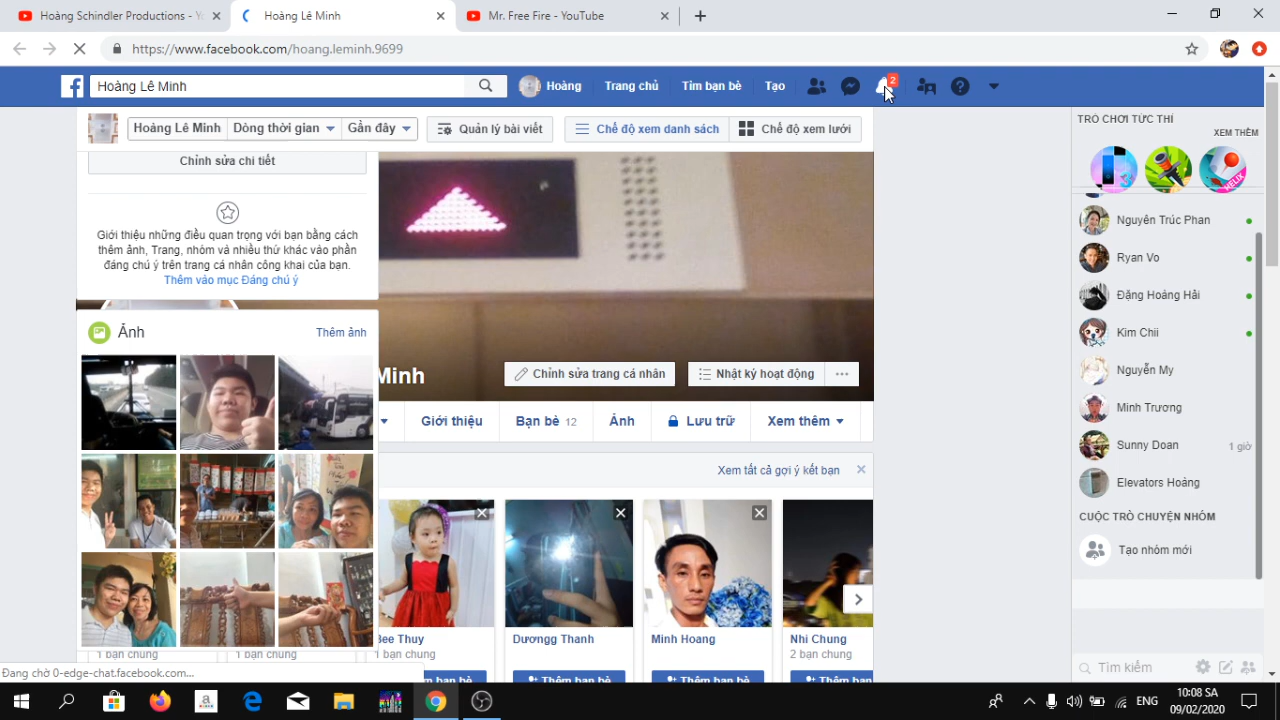 Hoàng Schindler Productions - Y
Hoàng Lê Minh
Mr. Free Fire - YouTube
https://www.facebook.com/hoang.leminh.9699
Hoàng Lê Minh
Hoàng
Trang chủ
Tìm bạn bè
Tạo
2
Hoàng Lê Minh
Dòng thời gian
Gần đây
Quản lý bài viết
Chế độ xem danh sách
Chế độ xem lưới
Chỉnh sửa chi tiết
Giới thiệu những điều quan trọng với bạn bằng cách
thêm ảnh, Trang, nhóm và nhiều thứ khác vào phần
đáng chú ý trên trang cá nhân công khai của bạn.
Thêm vào mục Đáng chú ý
Ảnh
Thêm ảnh
Minh
Chỉnh sửa trang cá nhân
Nhật ký hoạt động
Giới thiệu
Bạn bè 12
Ảnh
Lưu trữ
Xem thêm
Xem tất cả gợi ý kết bạn
Bee Thuy
Dươngg Thanh
Minh Hoang
Nhi Chung
1 bạn chung
1 bạn chung
1 bạn chung
2 bạn chung
Thêm bạn bè
Thêm bạn bè
Thêm bạn bè
Thêm bạn
TRÒ CHƠI TỨC THÌ
XEM THÊM
HELIX
Nguyên Trúc Phan
Ryan Vo
Đặng Hoàng Hải
Kim Chii
Nguyễn My
Minh Trương
Sunny Doan
1 giờ
Elevators Hoàng
CUỘC TRÒ CHUYỆN NHÓM
Tạo nhóm mới
Tìm kiếm
Đang chờ 0-edge-chat.facebook.com...
ENG
10:08 SA
09/02/2020